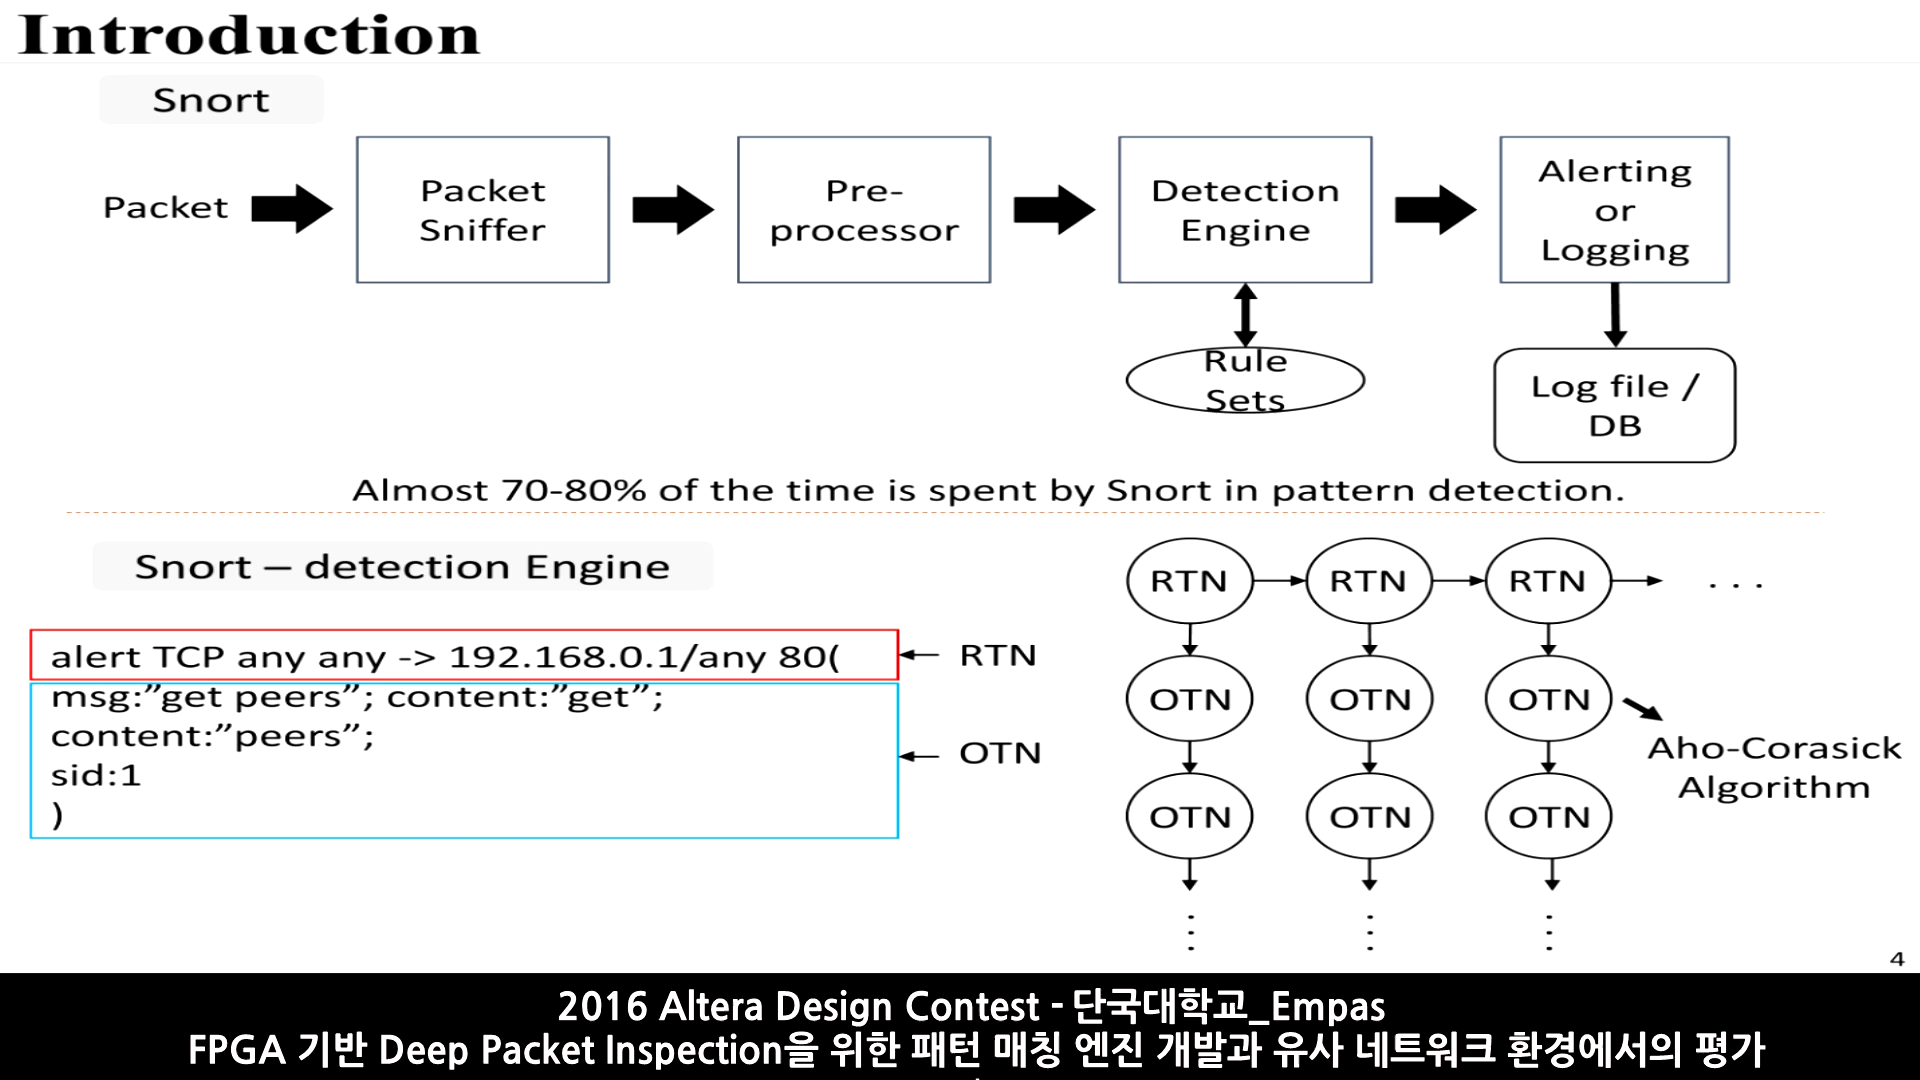 Introduction
Snort
Packet
Packet
Sniffer
Pre-
processor
Detection
Engine
Alerting
or
Logging
Rule
Sets
Log file /
DB
Almost 70-80% of the time is spent by Snort in pattern detection.
Snort – detection Engine
alert TCP any any -> 192.168.0.1/any 80(
msg:”get peers”; content:”get”;
content:”peers”;
sid:1
)
RTN
OTN
RTN
RTN
RTN
. . .
OTN
OTN
OTN
Aho-Corasick
Algorithm
OTN
OTN
OTN
4
2016 Altera Design Contest - 단국대학교_Empas
FPGA 기반 Deep Packet Inspection을 위한 패턴 매칭 엔진 개발과 유사 네트워크 환경에서의 평가